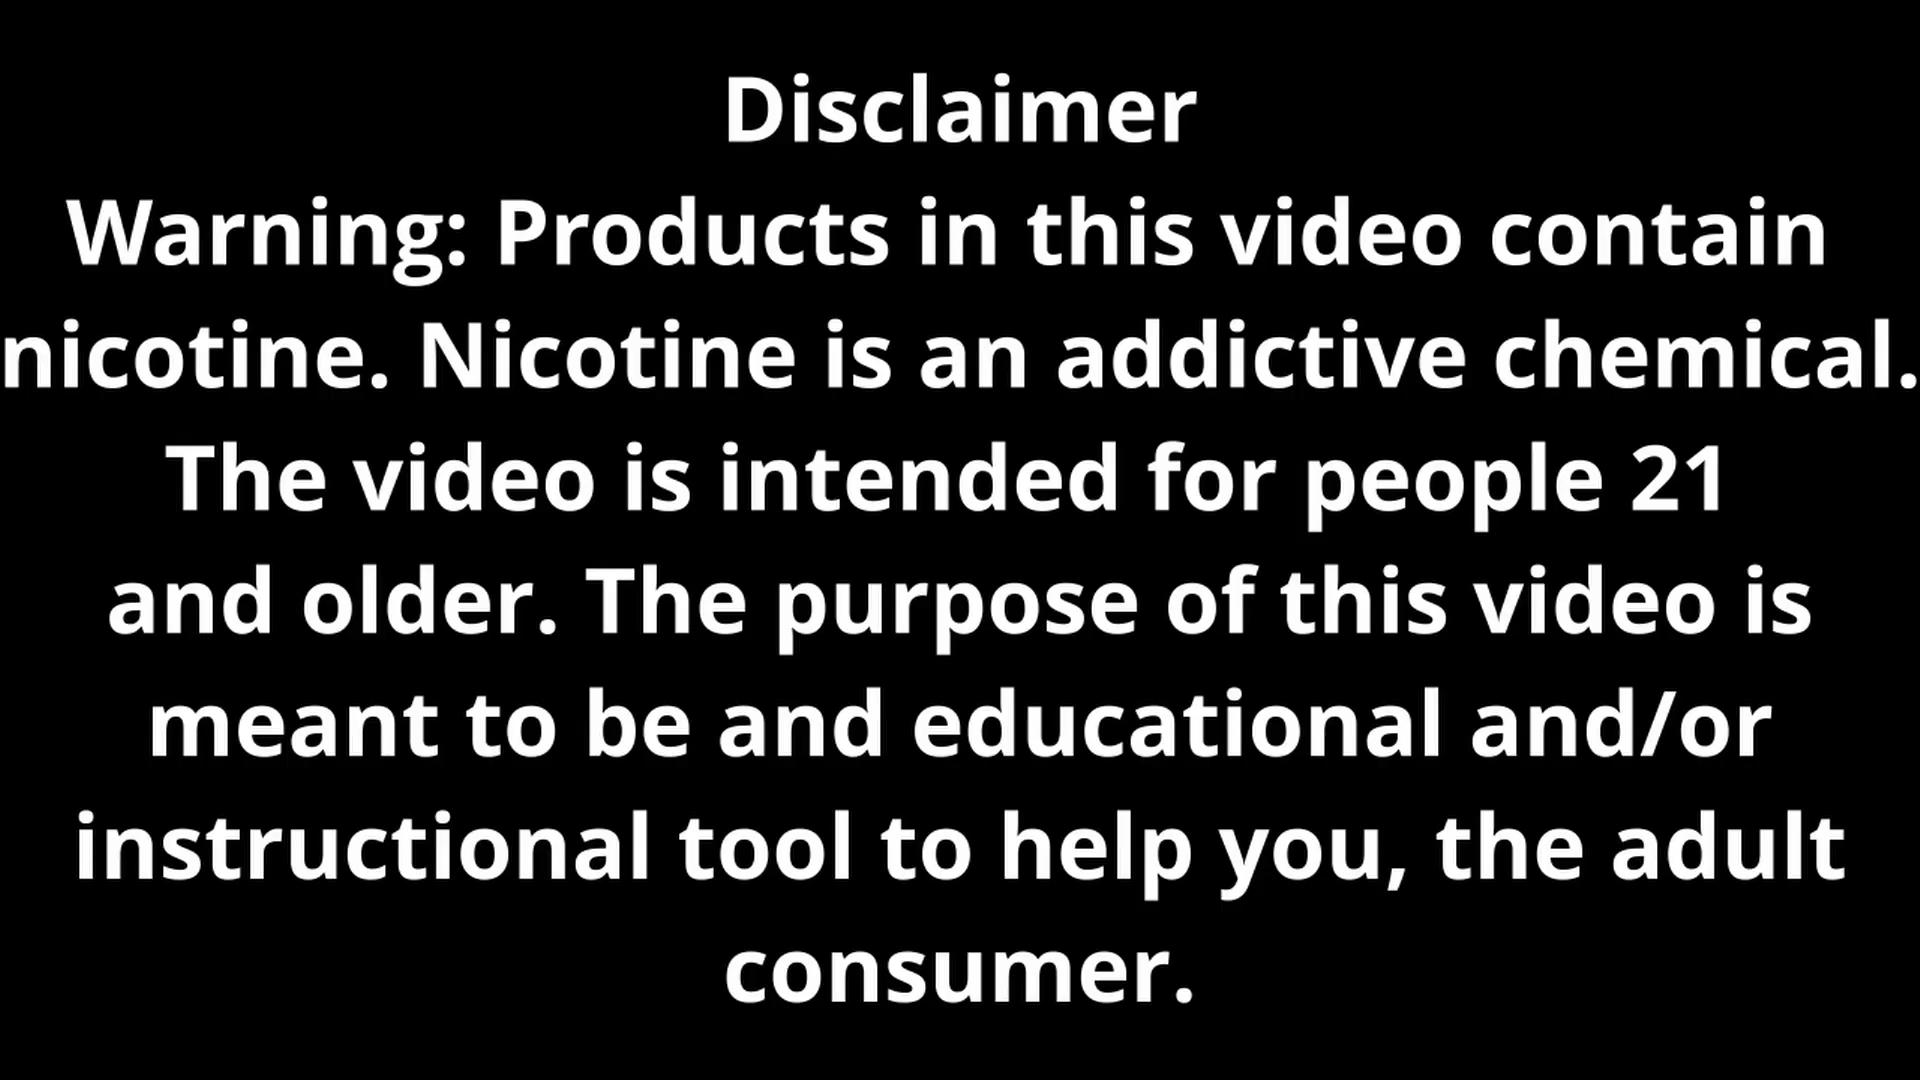 Disclaimer
Warning: Products in this video contain
nicotine. Nicotine is an addictive chemical.
The video is intended for people 21
and older. The purpose of this video is
meant to be and educational and/or
instructional tool to help you, the adult
consumer.